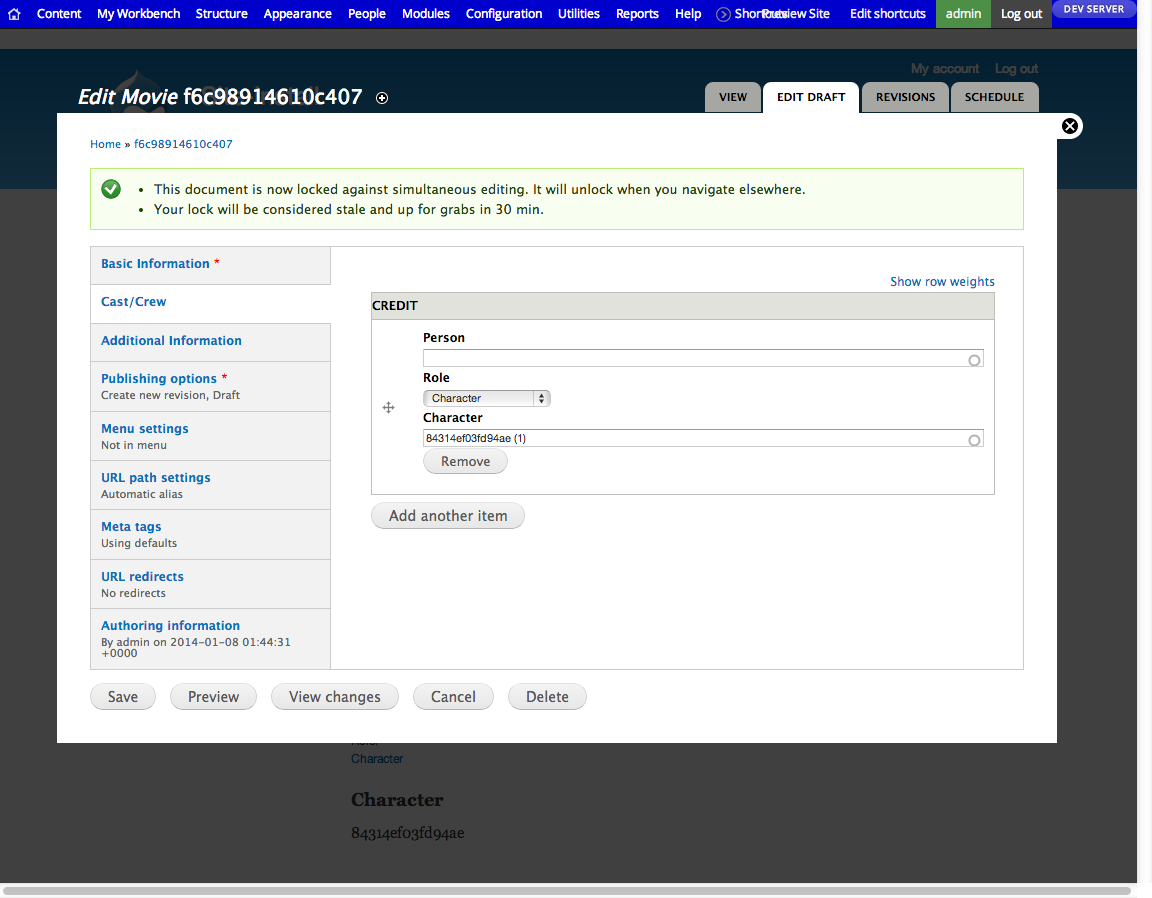 Content My Workbench Structure Appearance People Modules Configuration Utilities Reports Help Shortcuts Preview Site Edit shortcuts admin Log out DEV SERVER
My account Log out
Edit Movie f6c98914610c407
VIEW EDIT DRAFT REVISIONS SCHEDULE
Home » f6c98914610c407
• This document is now locked against simultaneous editing. It will unlock when you navigate elsewhere.
• Your lock will be considered stale and up for grabs in 30 min.
Basic Information *
Cast/Crew
Additional Information
Publishing options *
Create new revision, Draft
Menu settings
Not in menu
URL path settings
Automatic alias
Meta tags
Using defaults
URL redirects
No redirects
Authoring information
By admin on 2014-01-08 01:44:31
+0000
Show row weights
CREDIT
Person
Role
Character
Character
84314ef03fd94ae (1)
Remove
Add another item
Save Preview View changes Cancel Delete
Character
Character
84314ef03fd94ae